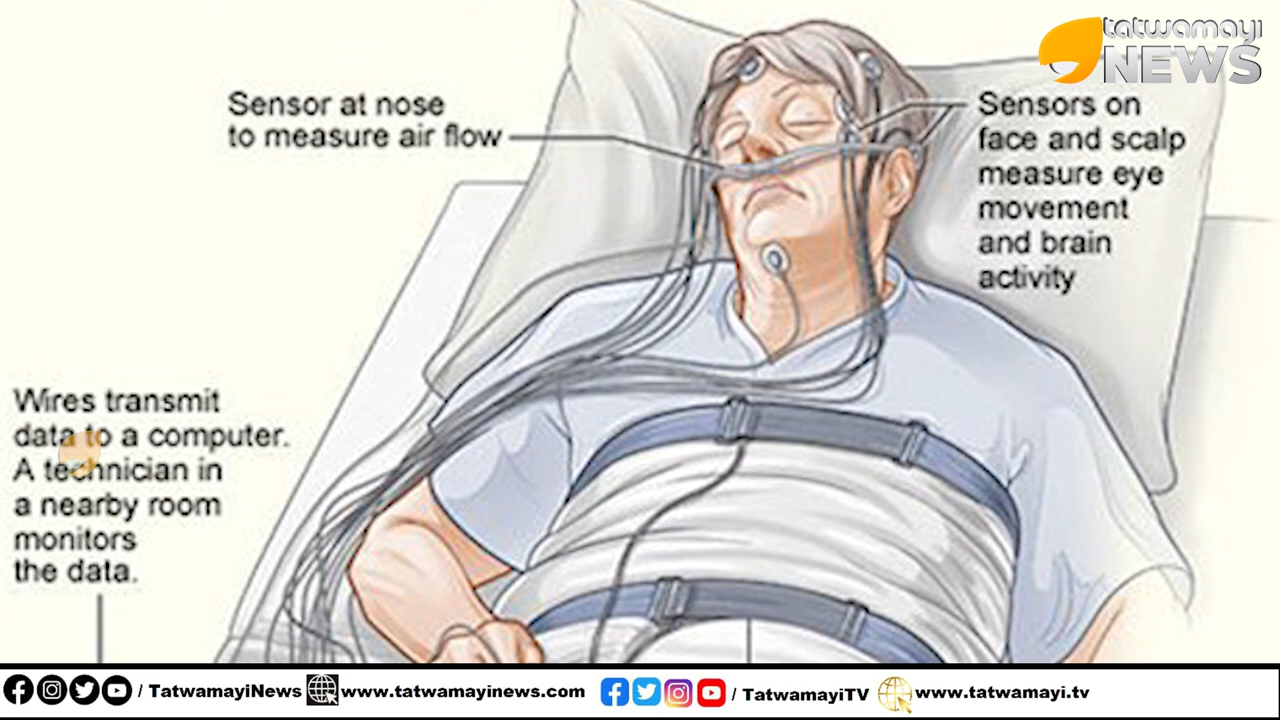 tatwamayi
NEWS
Sensor at nose
to measure air flow
Sensors on
face and scalp
measure eye
movement
and brain
activity
Wires transmit
data to a computer.
A technician in
a nearby room
monitors
the data.
/ TatwamayiNews
www.tatwamayinews.com
/ TatwamayiTV
www.tatwamayi.tv